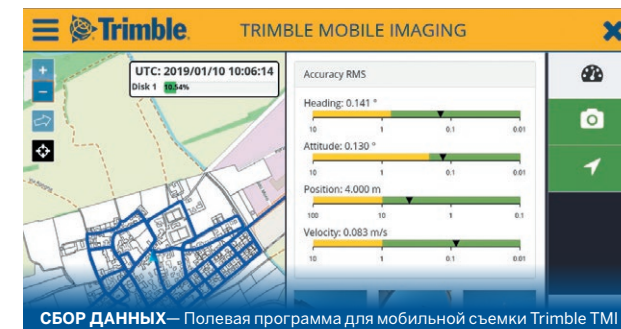 Trimble. TRIMBLE MOBILE IMAGING
UTC: 2019/01/10 10:06:14
Disk 1 10.54%
Accuracy RMS
Heading: 0.141 °
10 1 0.1 0.01
Attitude: 0.130 °
10 1 0.1 0.01
Position: 4.000 m
100 10 1 0.1
Velocity: 0.083 m/s
10 1 0.1 0.01
СБОР ДАННЫХ— Полевая программа для мобильной съемки Trimble TMI